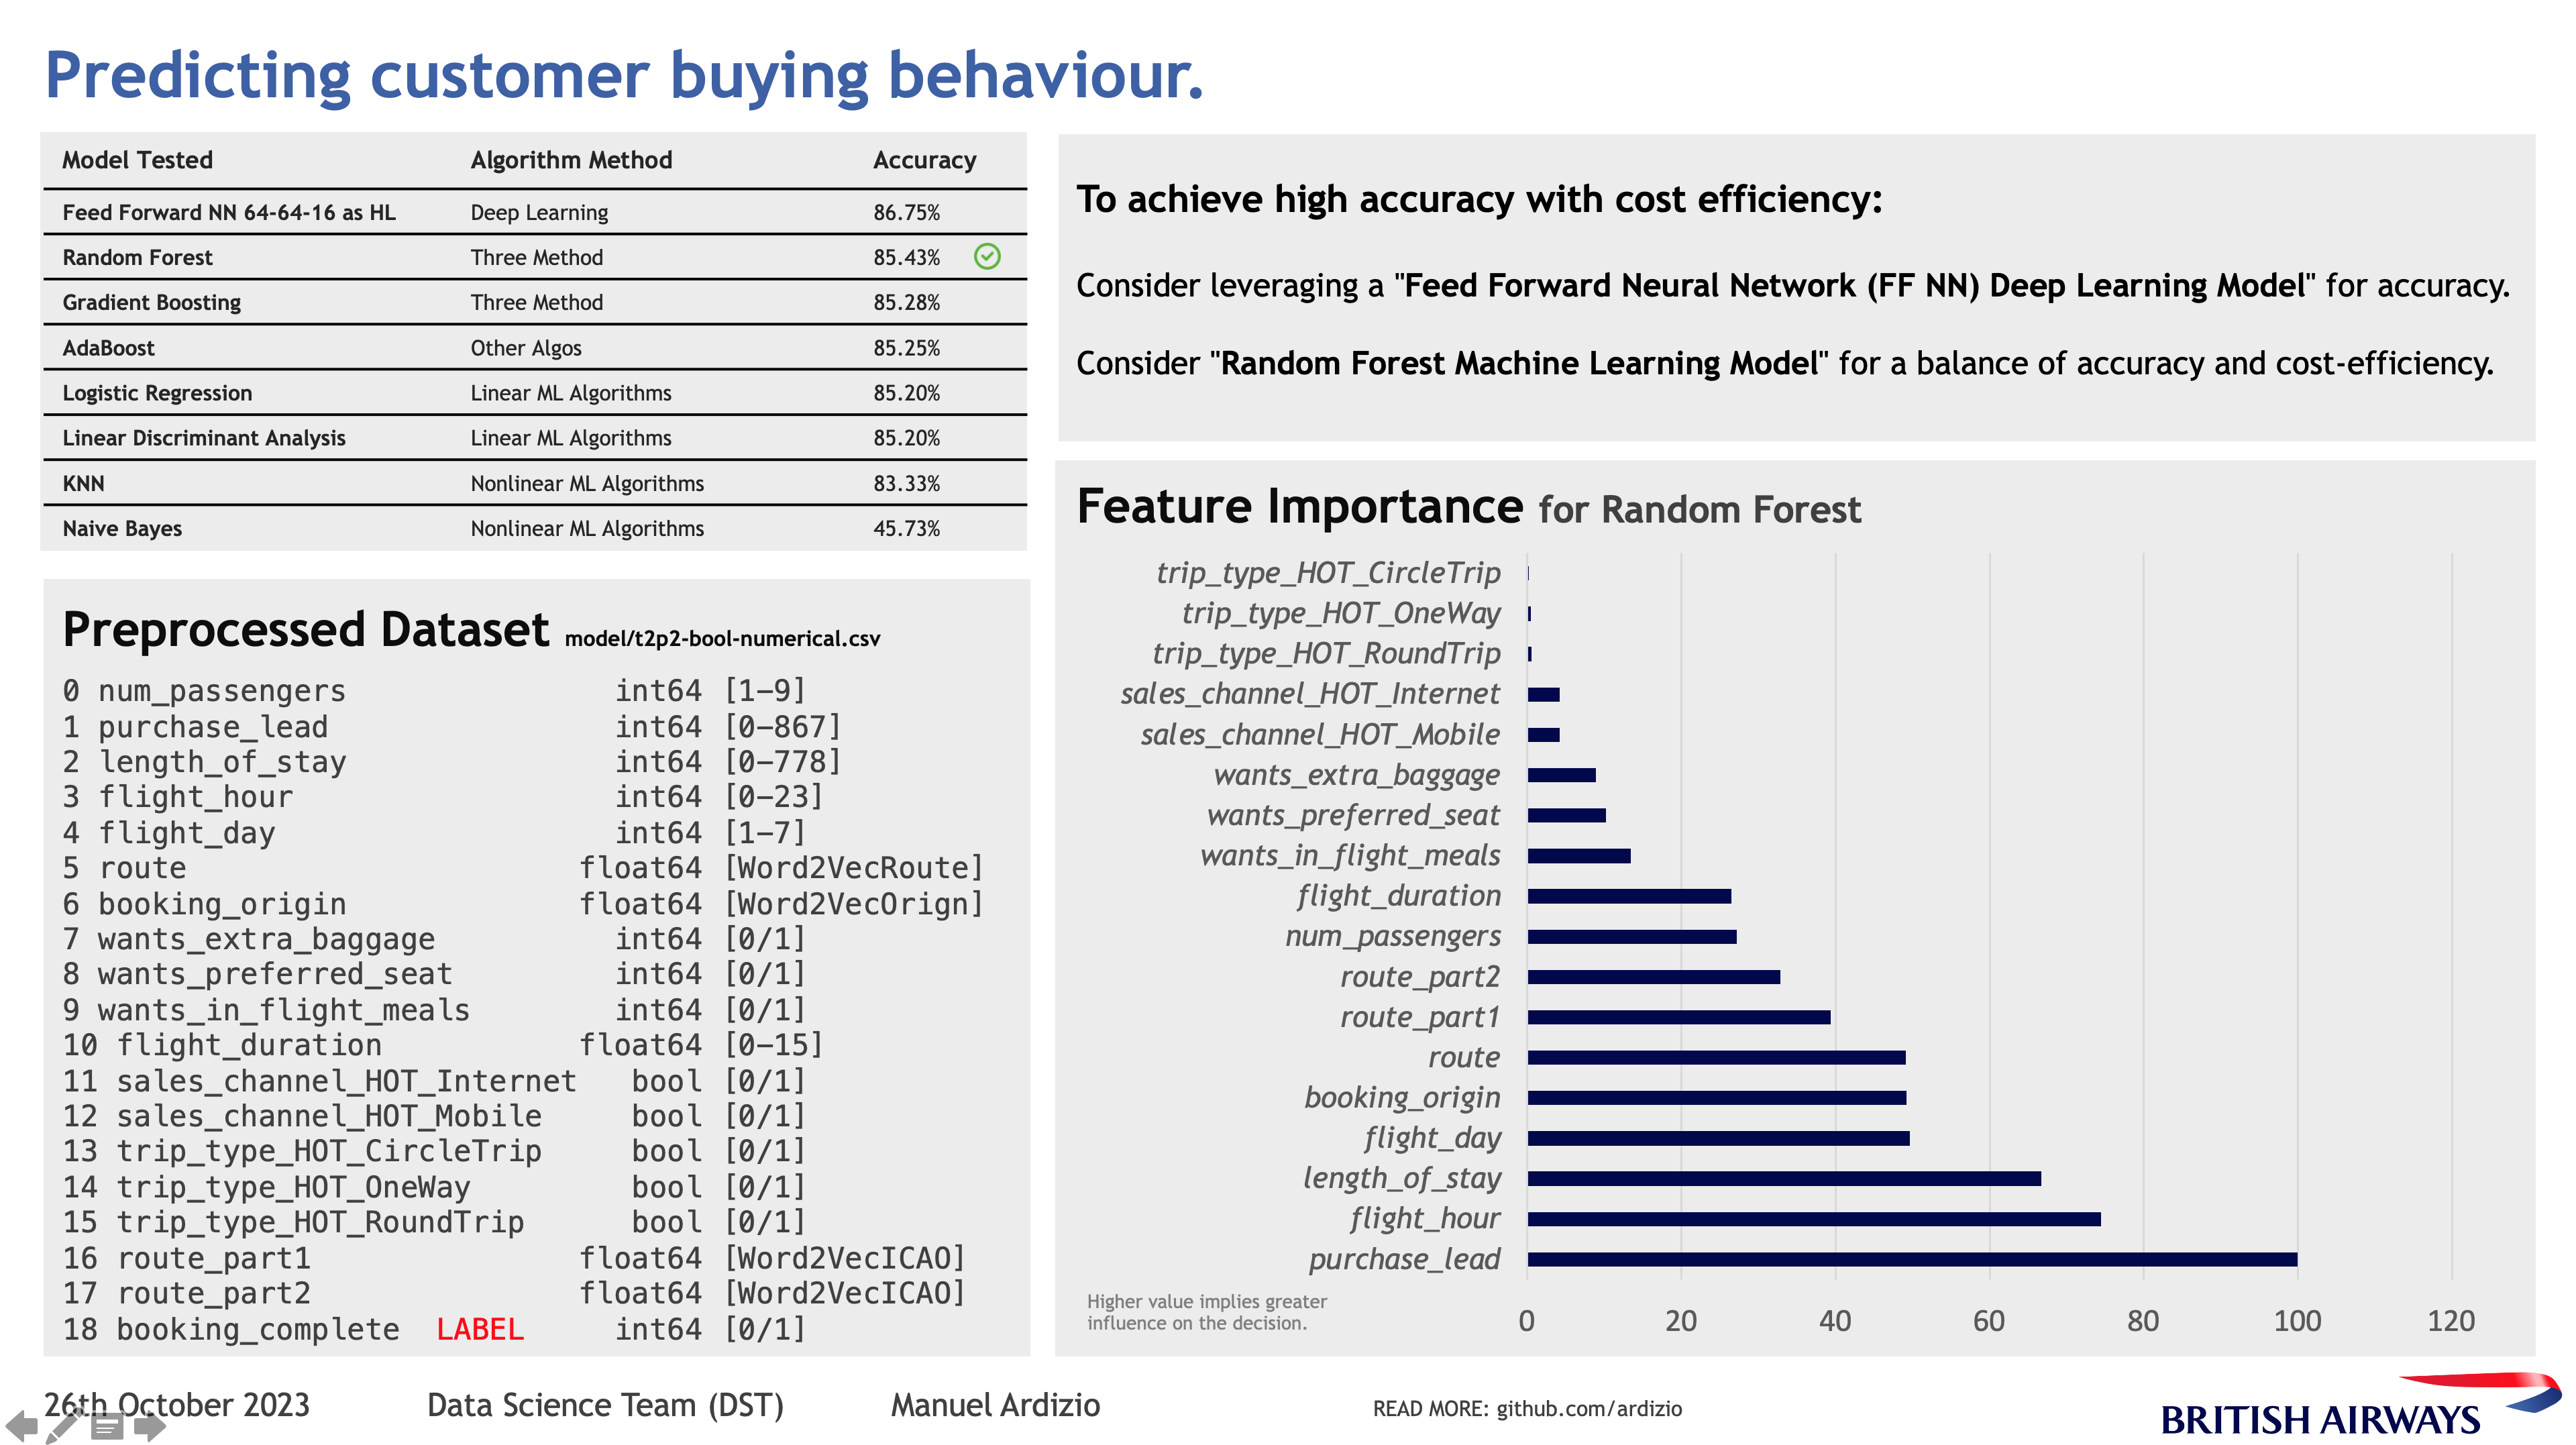 Predicting customer buying behaviour.
Model Tested Algorithm Method Accuracy
Feed Forward NN 64-64-16 as HL Deep Learning 86.75%
Random Forest Three Method 85.43%
Gradient Boosting Three Method 85.28%
AdaBoost Other Algos 85.25%
Logistic Regression Linear ML Algorithms 85.20%
Linear Discriminant Analysis Linear ML Algorithms 85.20%
KNN Nonlinear ML Algorithms 83.33%
Naive Bayes Nonlinear ML Algorithms 45.73%
To achieve high accuracy with cost efficiency:
Consider leveraging a "Feed Forward Neural Network (FF NN) Deep Learning Model" for accuracy.
Consider "Random Forest Machine Learning Model" for a balance of accuracy and cost-efficiency.
Preprocessed Dataset model/t2p2-bool-numerical.csv
0 num_passengers int64 [1-9]
1 purchase_lead int64 [0-867]
2 length_of_stay int64 [0-778]
3 flight_hour int64 [0-23]
4 flight_day int64 [1-7]
5 route float64 [Word2VecRoute]
6 booking_origin float64 [Word2VecOrign]
7 wants_extra_baggage int64 [0/1]
8 wants_preferred_seat int64 [0/1]
9 wants_in_flight_meals int64 [0/1]
10 flight_duration float64 [0-15]
11 sales_channel_HOT_Internet bool [0/1]
12 sales_channel_HOT_Mobile bool [0/1]
13 trip_type_HOT_CircleTrip bool [0/1]
14 trip_type_HOT_OneWay bool [0/1]
15 trip_type_HOT_RoundTrip bool [0/1]
16 route_part1 float64 [Word2VecICAO]
17 route_part2 float64 [Word2VecICAO]
18 booking_complete LABEL int64 [0/1]
Feature Importance for Random Forest
trip_type_HOT_CircleTrip
trip_type_HOT_OneWay
trip_type_HOT_RoundTrip
sales_channel_HOT_Internet
sales_channel_HOT_Mobile
wants_extra_baggage
wants_preferred_seat
wants_in_flight_meals
flight_duration
num_passengers
route_part2
route_part1
route
booking_origin
flight_day
length_of_stay
flight_hour
purchase_lead
Higher value implies greater
influence on the decision.
0 20 40 60 80 100 120
26th October 2023 Data Science Team (DST) Manuel Ardizio READ MORE: github.com/ardizio
BRITISH AIRWAYS